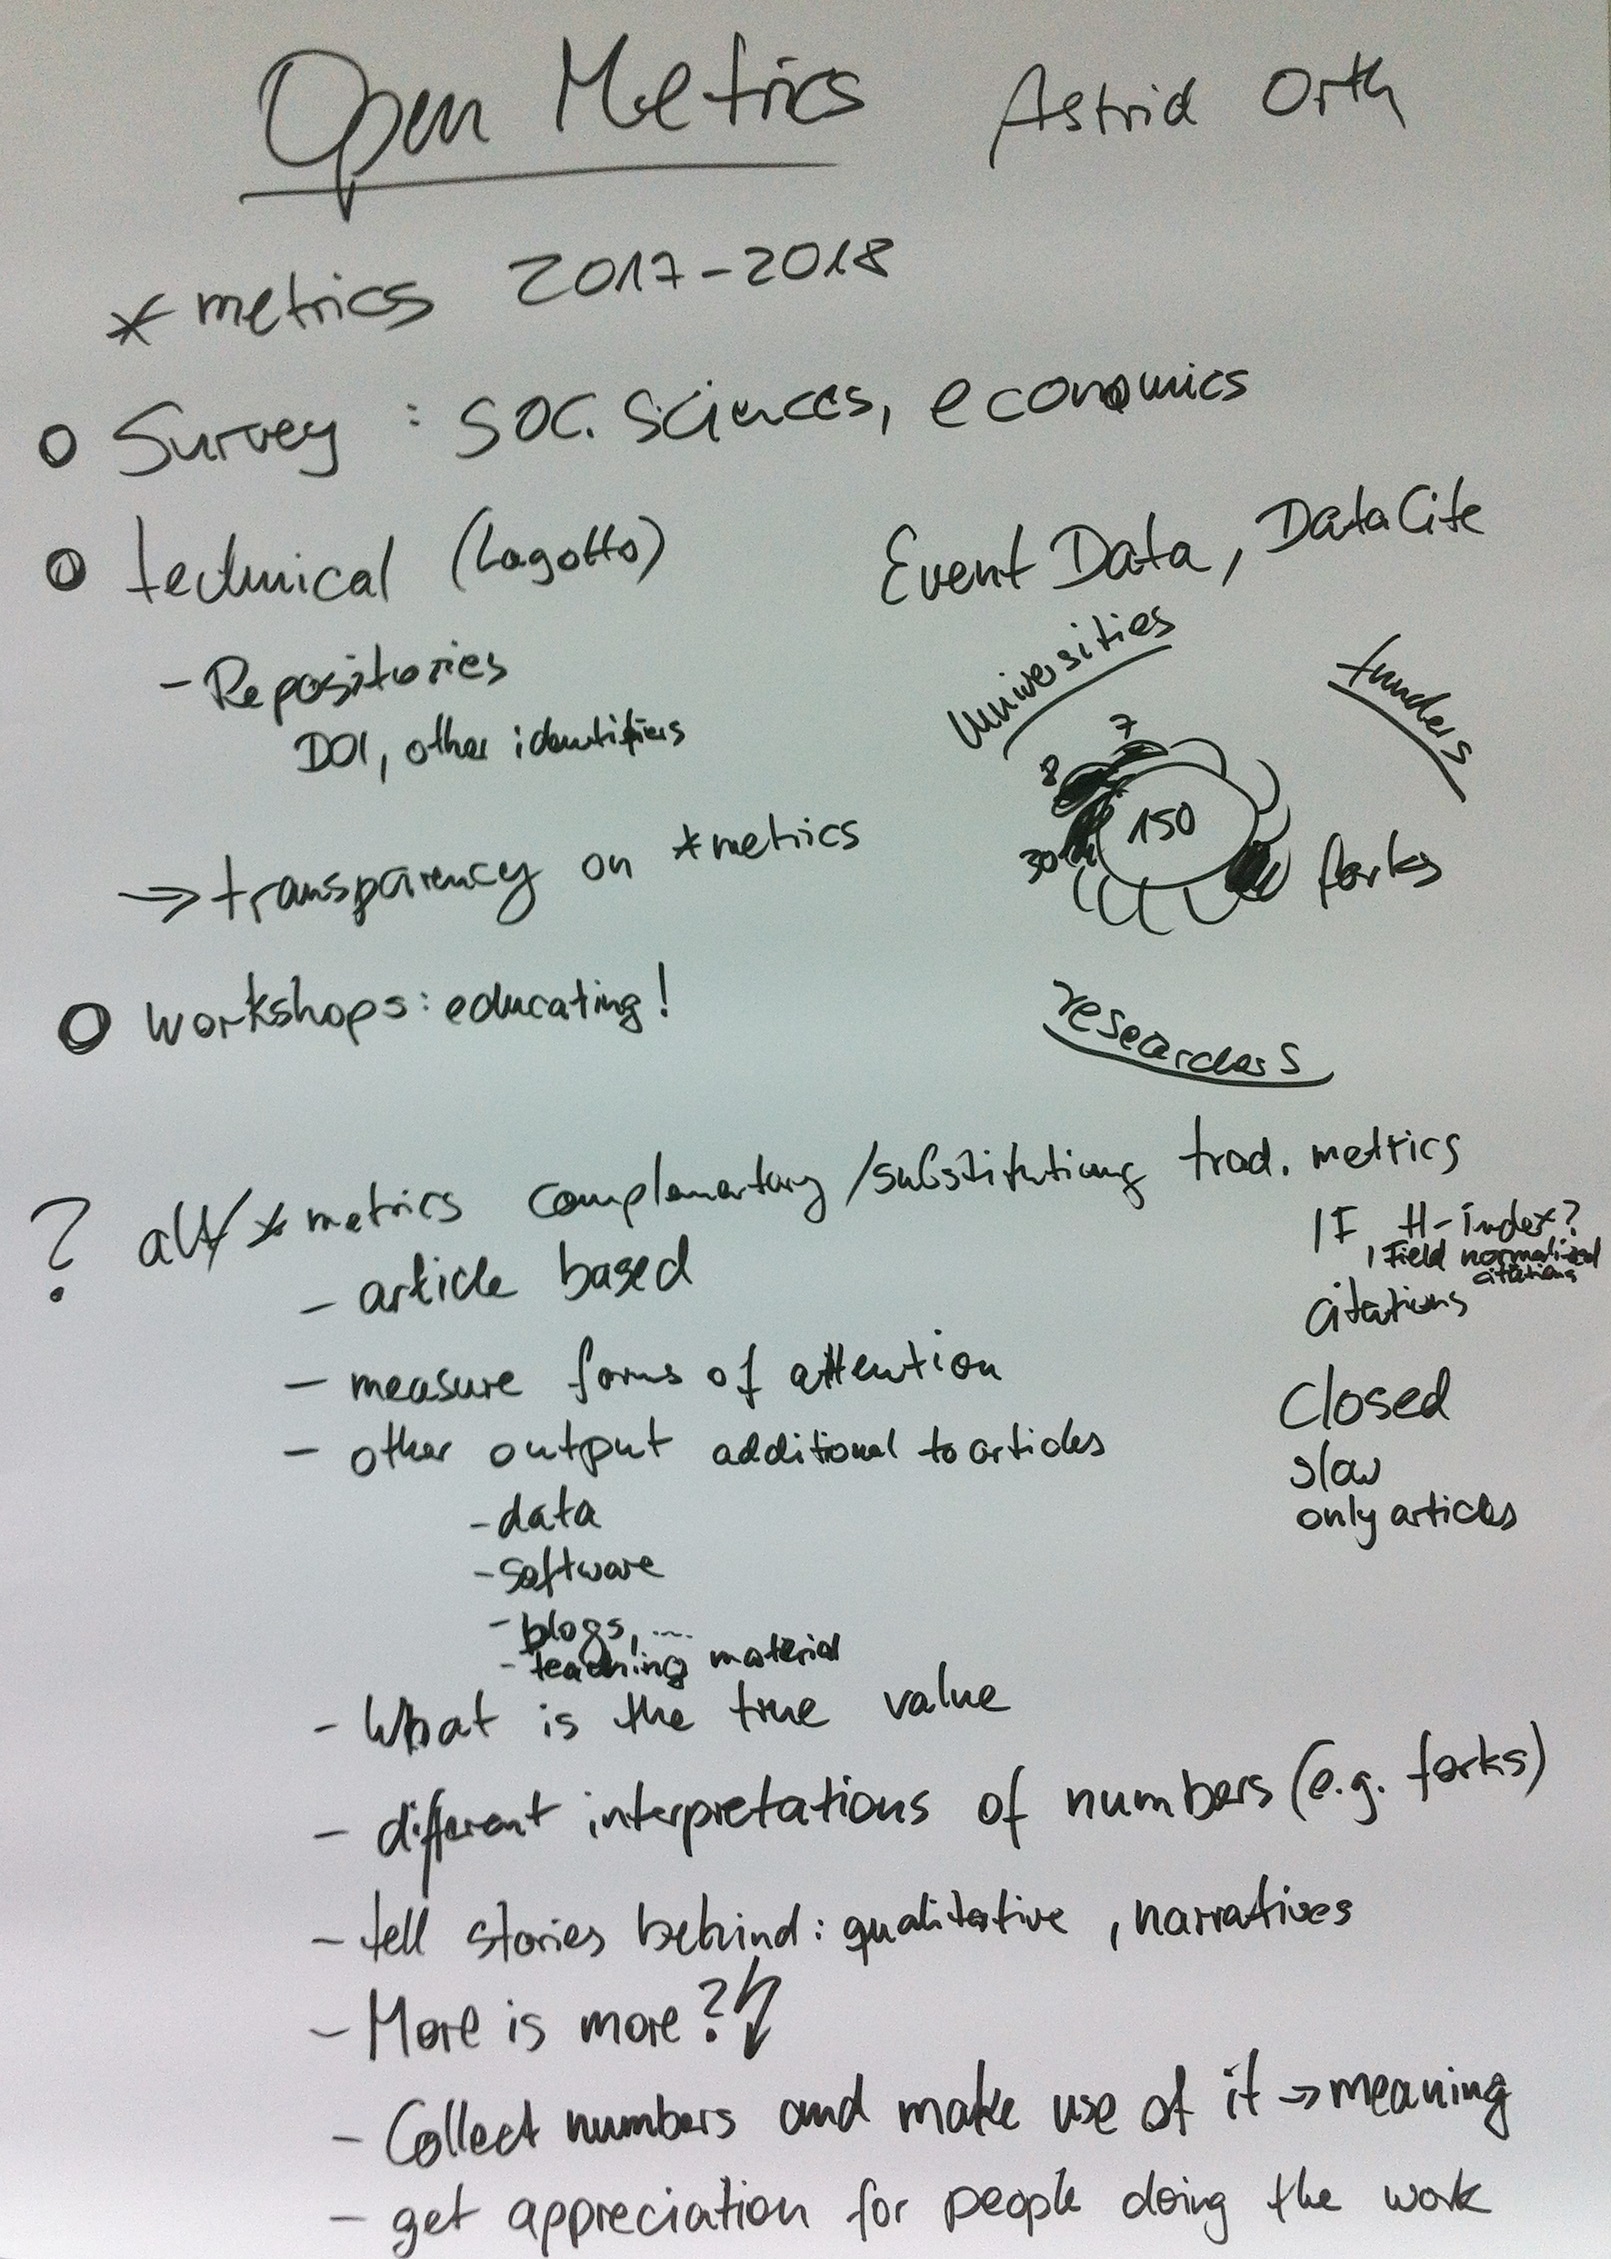 Open Metrics Astrid Orth
*metrics 2017-2018
Survey : soc. sciences, economics
technical (Lagotto) Event Data, DataCite
- Repositories
DOI, other identifiers
universities
funders
7
8
30
150
forks
→ transparency on *metrics
workshops: educating!
researchers
? alt/*metrics complementary/substitutiong trad. metrics
IF, H-index?
, Field normalized
citations
citations
- article based
- measure forms of attention
closed
- other output additional to articles
slow
only articles
- data
- software
- blogs, ....
- teaching material
- What is the true value
- different interpretations of numbers (e.g. forks)
- tell stories behind: qualitative, narratives
- More is more?
- Collect numbers and make use of it → meaning
- get appreciation for people doing the work